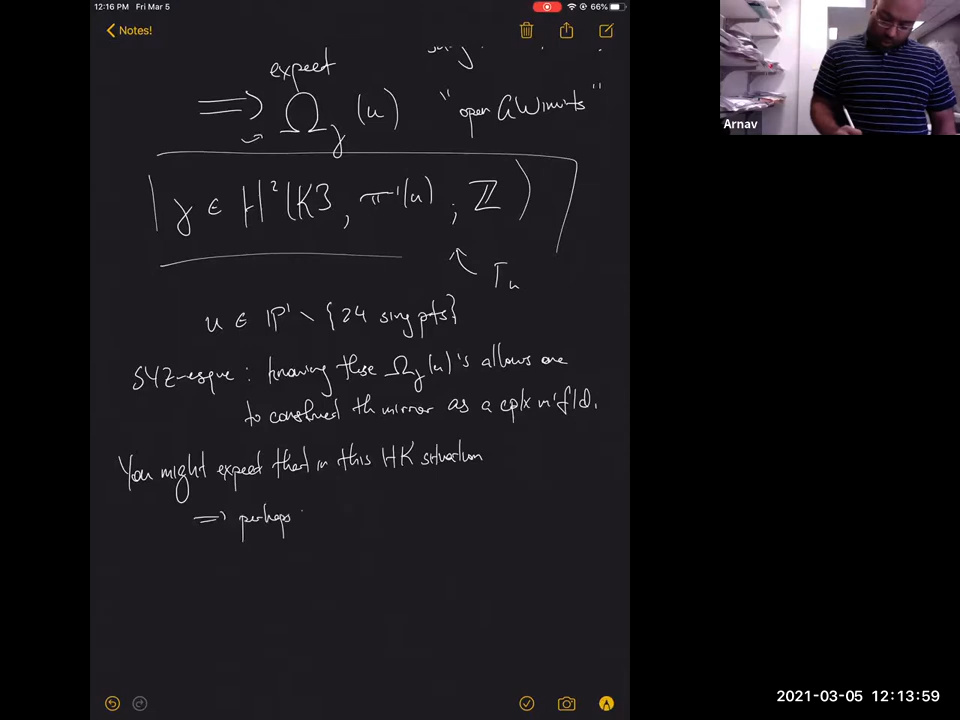 12:16 PM Fri Mar 5
66%
Notes!
expect
⟹ Ω_γ (u) "open GW invts"
γ ∈ H²(K3, π⁻¹(u); ℤ)
T_u
u ∈ ℙ¹ \ {24 sing pts}
SYZ-esque: knowing these Ω_γ(u)'s allows one
to construct th mirror as a cplx m'fld.
You might expect that in this HK situation
⟹ perhaps
Arnav
2021-03-05 12:13:59